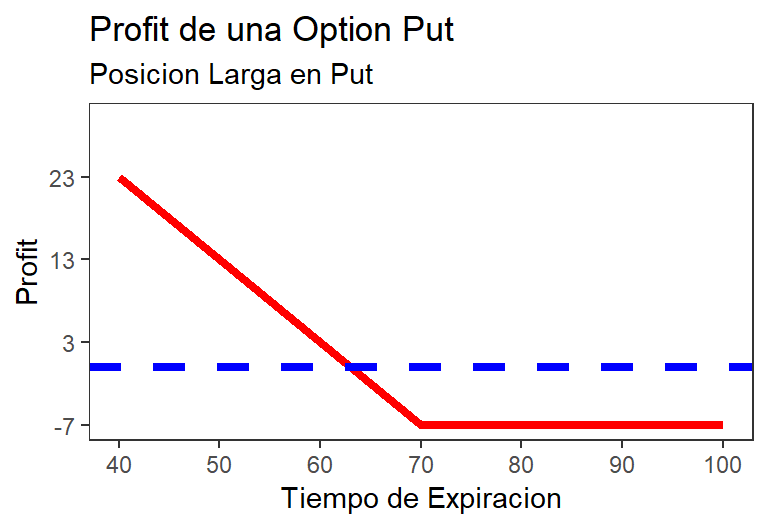 Profit de una Option Put
Posicion Larga en Put
Profit
23
13
3
-7
40 50 60 70 80 90 100
Tiempo de Expiracion